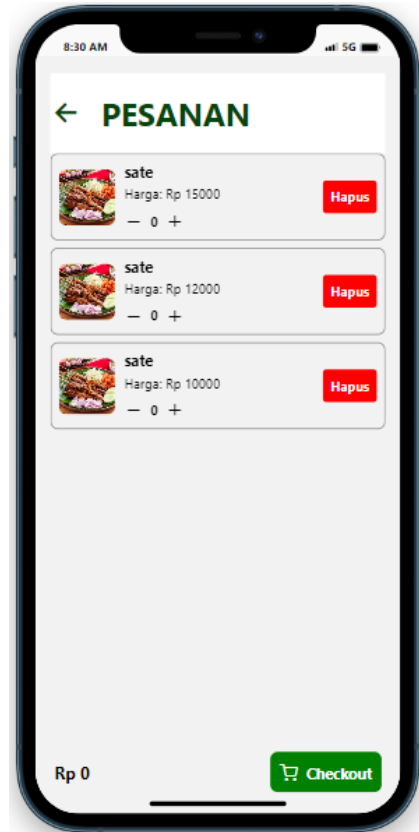 8:30 AM
5G
PESANAN
sate
Harga: Rp 15000
Hapus
— 0 +
sate
Harga: Rp 12000
Hapus
— 0 +
sate
Harga: Rp 10000
Hapus
— 0 +
Rp 0
Checkout